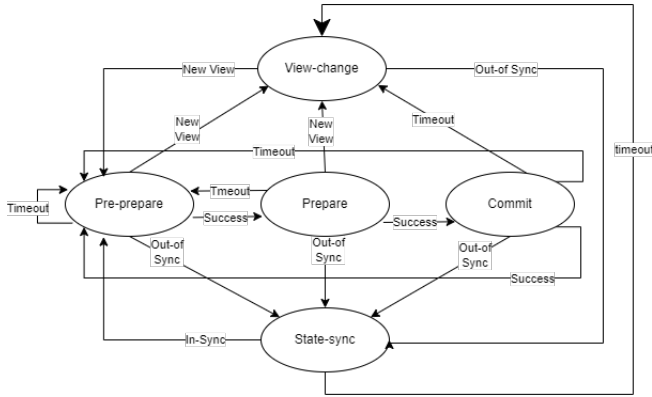 View-change
New View
Out-of Sync
New
View
New
View
Timeout
Timeout
timeout
Pre-prepare
Tmeout
Prepare
Commit
Timeout
Success
Success
Out-of
Sync
Out-of
Sync
Out-of
Sync
Success
In-Sync
State-sync